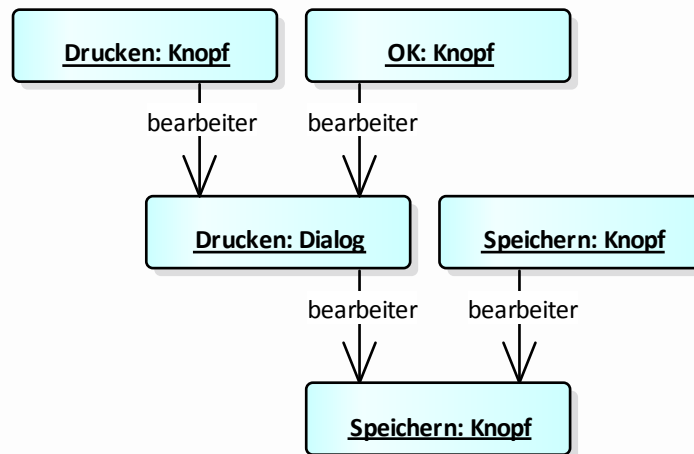 Drucken: Knopf
OK: Knopf
bearbeiter
bearbeiter
Drucken: Dialog
Speichern: Knopf
bearbeiter
bearbeiter
Speichern: Knopf